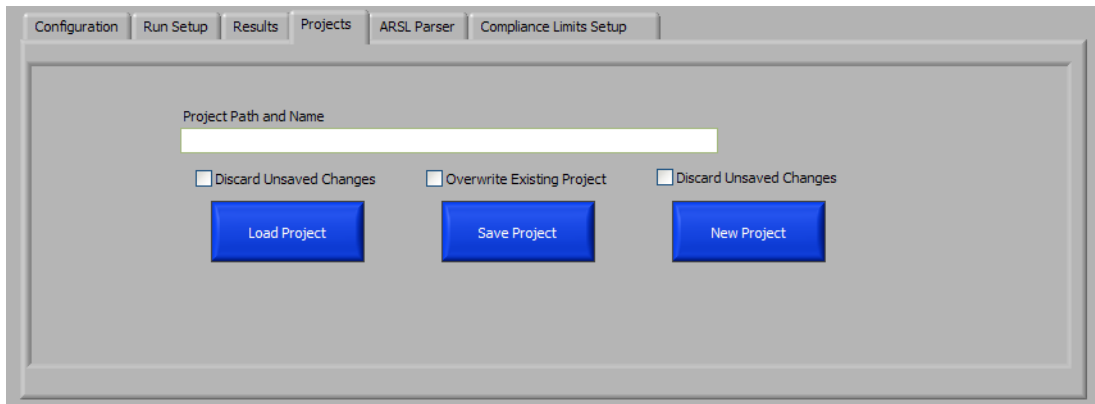 Configuration Run Setup Results Projects ARSL Parser Compliance Limits Setup
Project Path and Name
Discard Unsaved Changes Overwrite Existing Project Discard Unsaved Changes
Load Project Save Project New Project